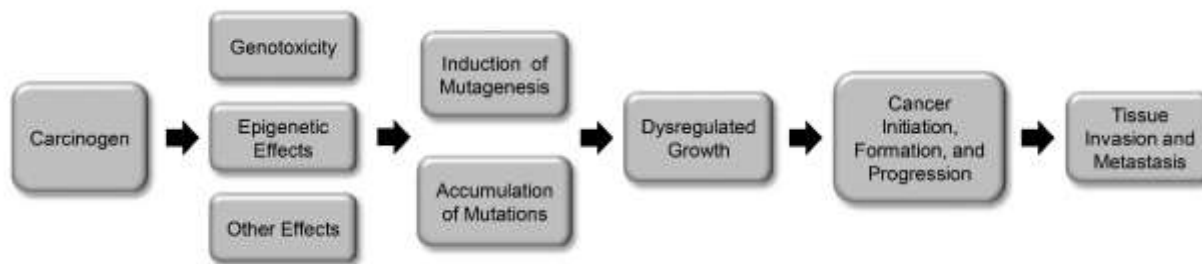 Carcinogen
Genotoxicity
Epigenetic
Effects
Other Effects
Induction of
Mutagenesis
Accumulation
of Mutations
Dysregulated
Growth
Cancer
Initiation,
Formation, and
Progression
Tissue
Invasion and
Metastasis